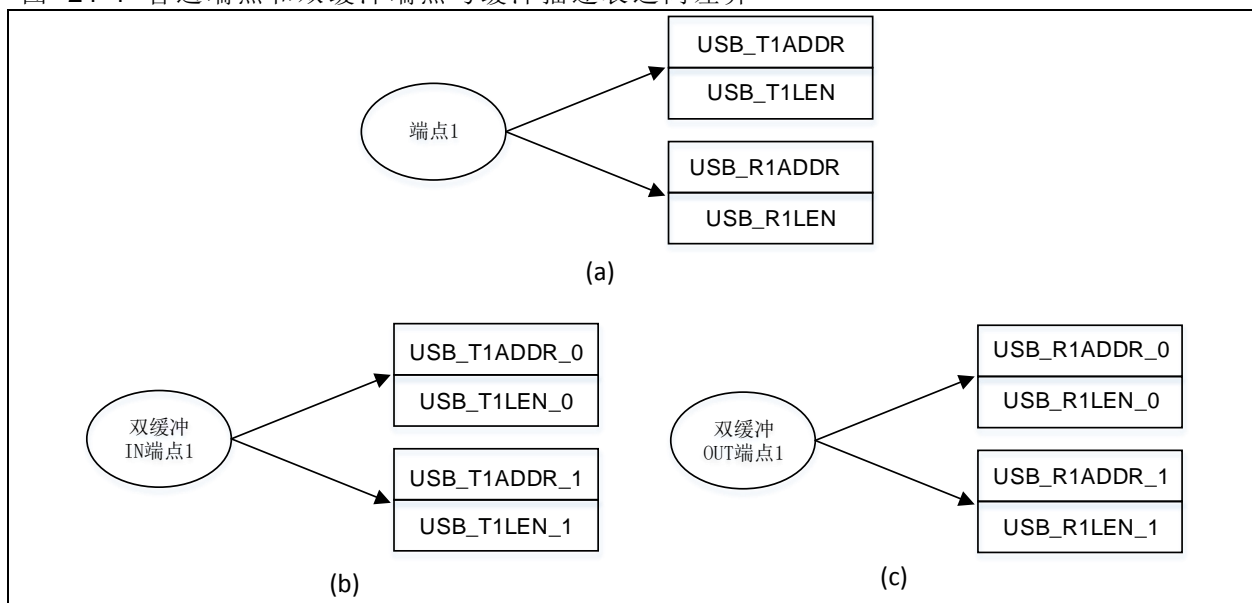 USB_T1ADDR
USB_T1LEN
端点1
USB_R1ADDR
USB_R1LEN
(a)
USB_T1ADDR_0
USB_T1LEN_0
双缓冲
IN端点1
USB_T1ADDR_1
USB_T1LEN_1
(b)
USB_R1ADDR_0
USB_R1LEN_0
双缓冲
OUT端点1
USB_R1ADDR_1
USB_R1LEN_1
(c)